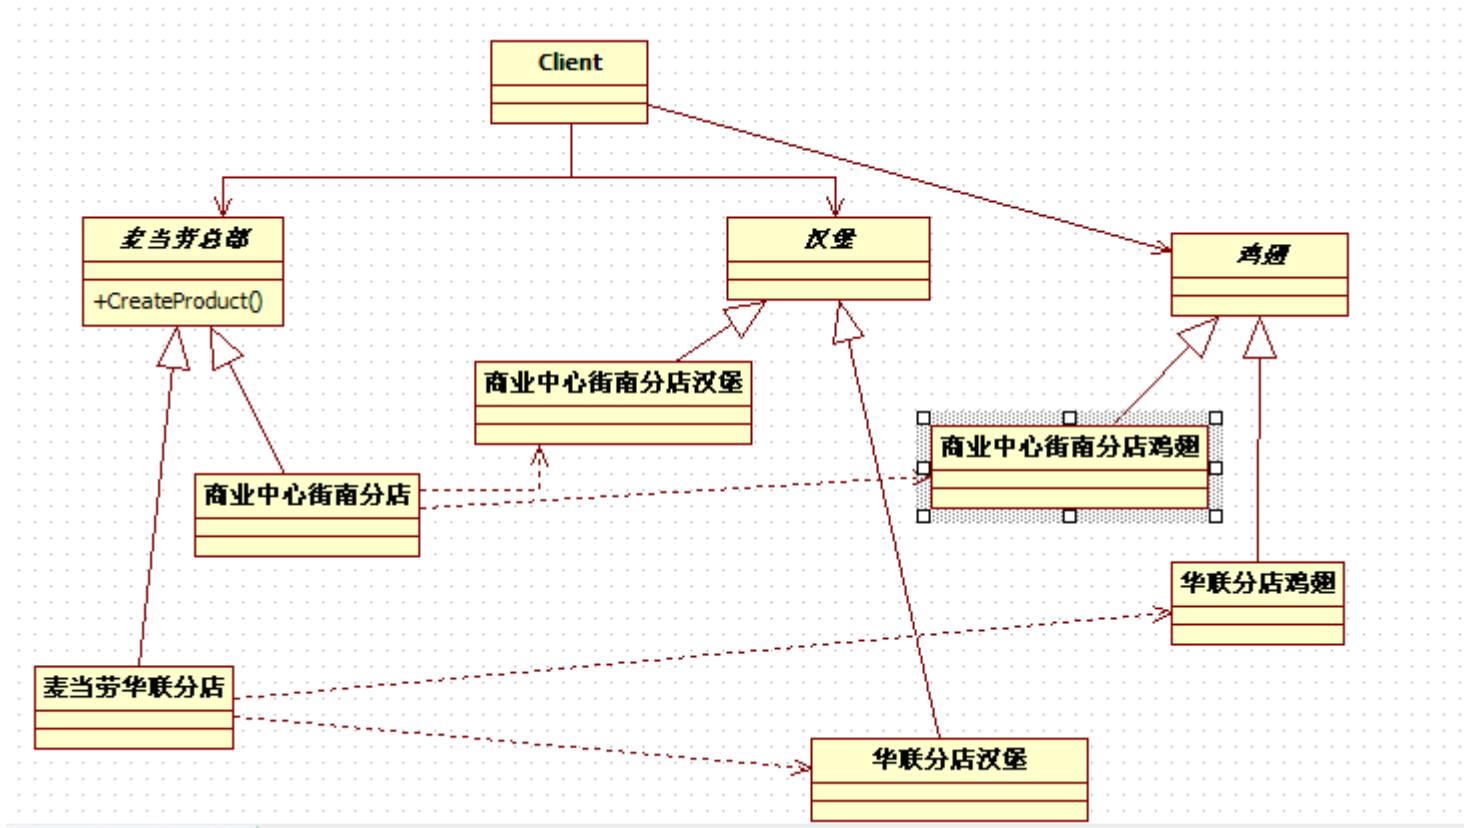 Client
麦当劳总部
+CreateProduct()
汉堡
鸡翅
商业中心街南分店汉堡
商业中心街南分店鸡翅
商业中心街南分店
华联分店鸡翅
麦当劳华联分店
华联分店汉堡